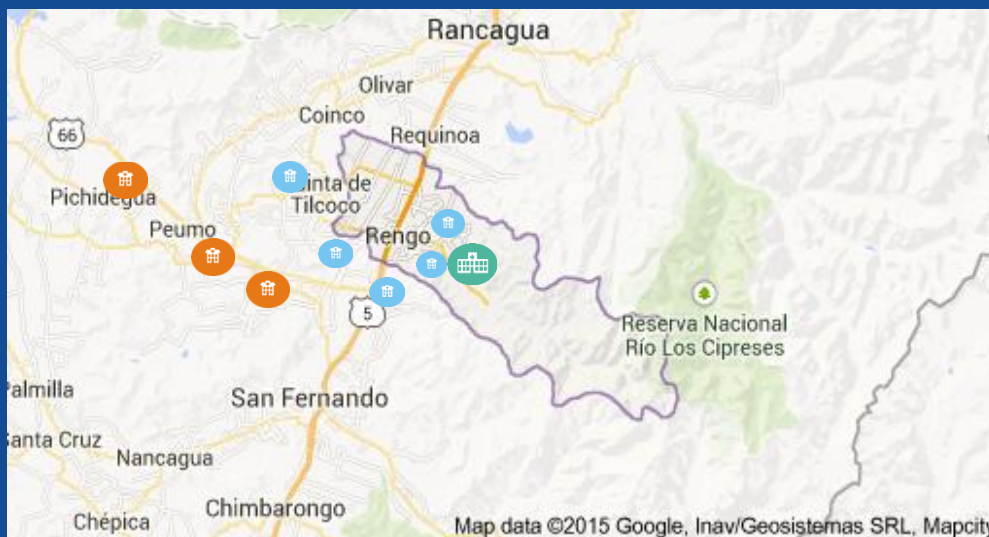 Rancagua
Olivar
Coinco
Requinoa
66
Pichidegua
inta de
Tilcoco
Peumo
Rengo
5
Reserva Nacional
Río Los Cipreses
Palmilla
San Fernando
Santa Cruz
Nancagua
Chimbarongo
Chépica
Map data ©2015 Google, Inav/Geosistemas SRL, Mapcity